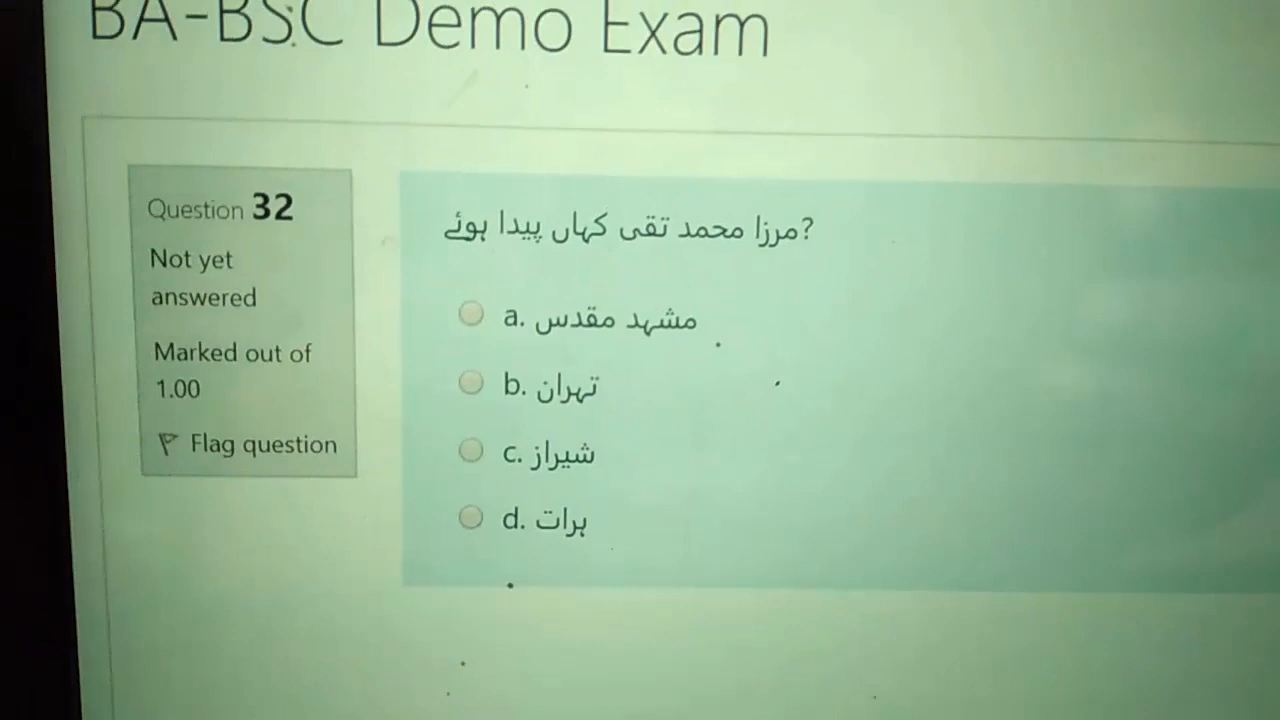 BA-BSC Demo Exam
Question 32
Not yet
answered
Marked out of
1.00
Flag question
مرزا محمد تقی کہاں پیدا ہوئے?
a. مشہد مقدس
b. تہران
c. شیراز
d. ہرات